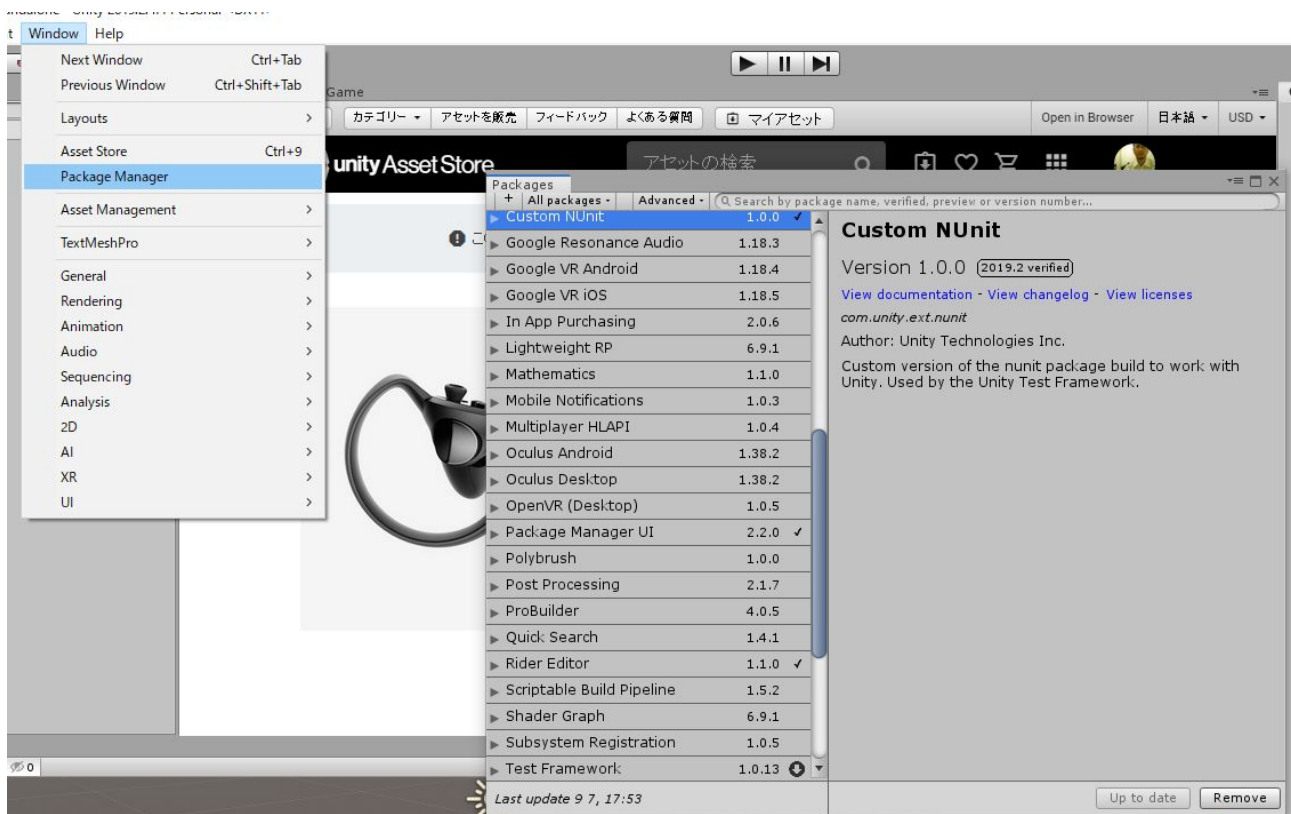 t Window Help
Next Window Ctrl+Tab
Previous Window Ctrl+Shift+Tab
Layouts
Asset Store Ctrl+9
Package Manager
Asset Management
TextMeshPro
General
Rendering
Animation
Audio
Sequencing
Analysis
2D
AI
XR
UI
Game
カテゴリー アセットを販売 フィードバック よくある質問 マイアセット Open in Browser 日本語 USD
unity Asset Store アセットの検索
Packages
+ All packages Advanced Search by package name, verified, preview or version number...
Custom NUnit 1.0.0 ✓
Google Resonance Audio 1.18.3
Google VR Android 1.18.4
Google VR iOS 1.18.5
In App Purchasing 2.0.6
Lightweight RP 6.9.1
Mathematics 1.1.0
Mobile Notifications 1.0.3
Multiplayer HLAPI 1.0.4
Oculus Android 1.38.2
Oculus Desktop 1.38.2
OpenVR (Desktop) 1.0.5
Package Manager UI 2.2.0 ✓
Polybrush 1.0.0
Post Processing 2.1.7
ProBuilder 4.0.5
Quick Search 1.4.1
Rider Editor 1.1.0 ✓
Scriptable Build Pipeline 1.5.2
Shader Graph 6.9.1
Subsystem Registration 1.0.5
Test Framework 1.0.13
Last update 9 7, 17:53
Custom NUnit
Version 1.0.0 2019.2 verified
View documentation - View changelog - View licenses
com.unity.ext.nunit
Author: Unity Technologies Inc.
Custom version of the nunit package build to work with
Unity. Used by the Unity Test Framework.
Up to date Remove
0